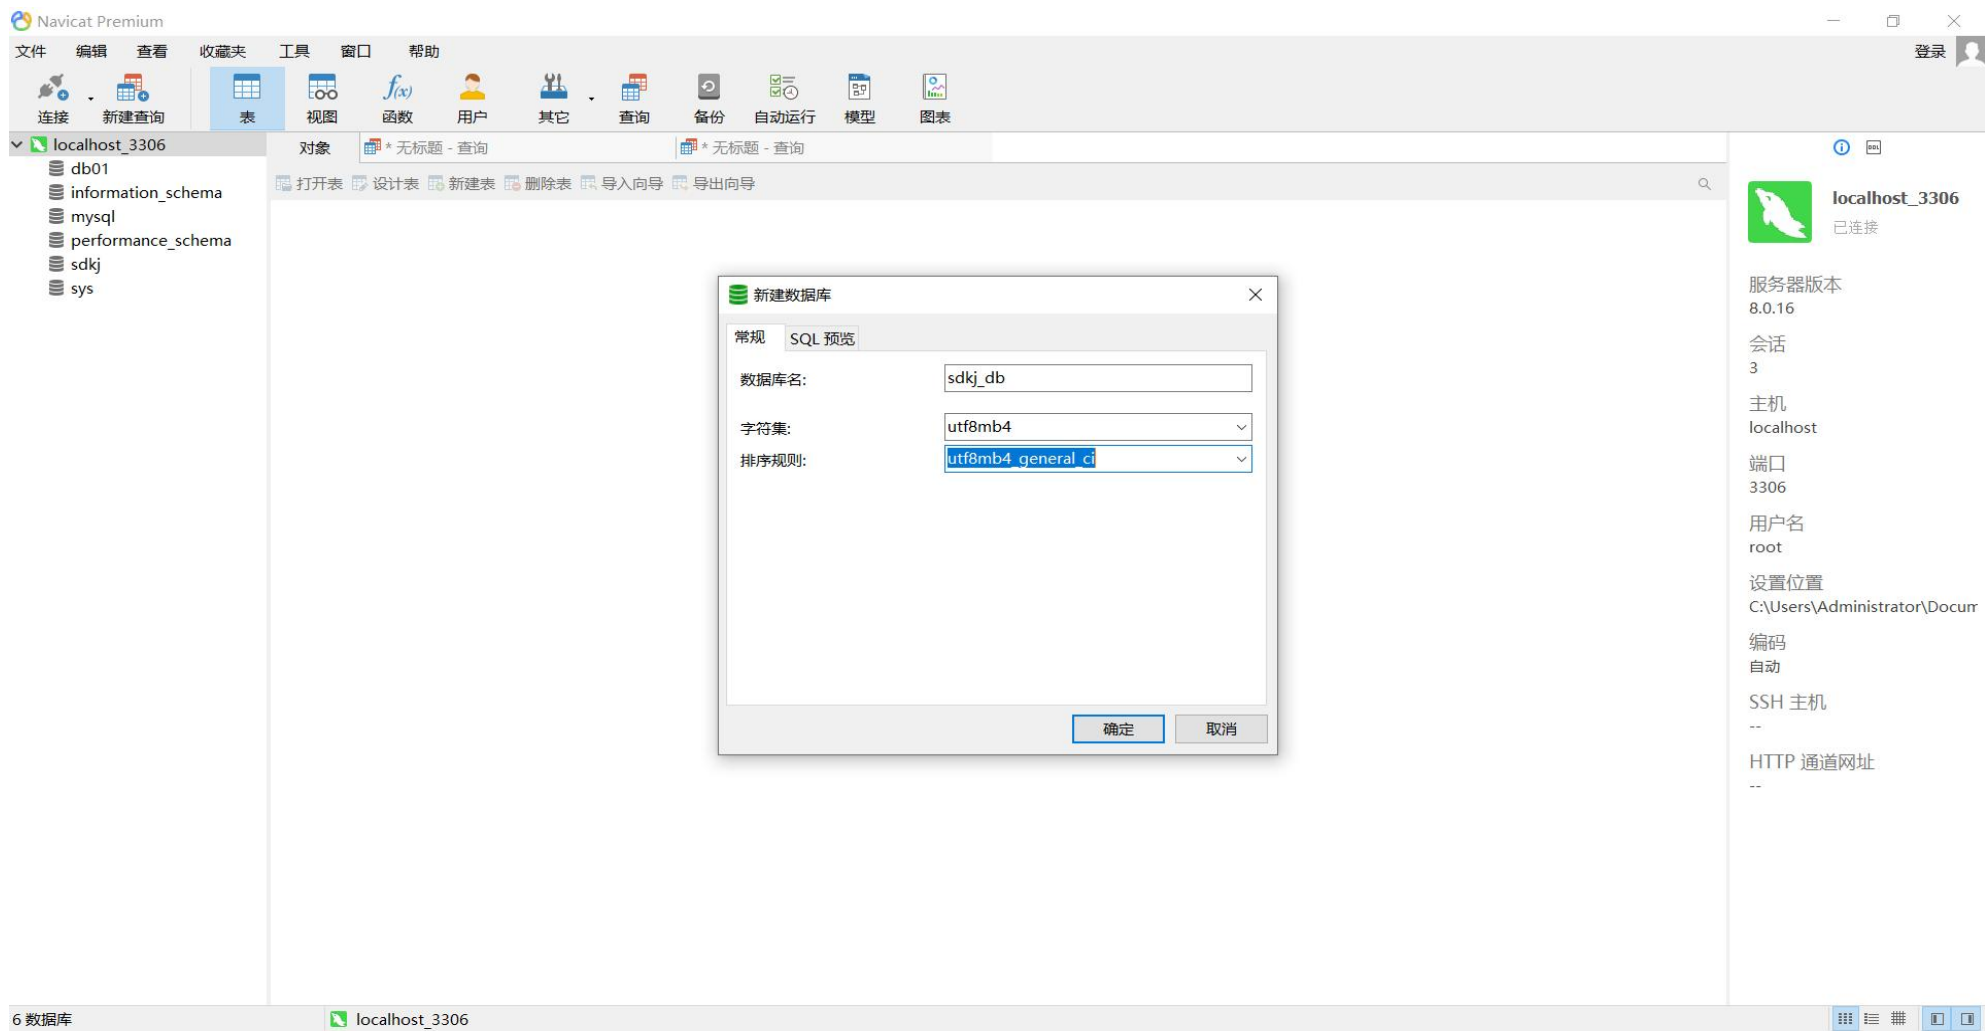 Navicat Premium
文件 编辑 查看 收藏夹 工具 窗口 帮助 登录
连接 新建查询 表 视图 f(x) 函数 用户 其它 查询 备份 自动运行 模型 图表
localhost_3306
db01
information_schema
mysql
performance_schema
sdkj
sys
对象 * 无标题 - 查询 * 无标题 - 查询
打开表 设计表 新建表 删除表 导入向导 导出向导
新建数据库
常规 SQL 预览
数据库名: sdkj_db
字符集: utf8mb4
排序规则: utf8mb4_general_ci
确定 取消
localhost_3306
已连接
服务器版本
8.0.16
会话
3
主机
localhost
端口
3306
用户名
root
设置位置
C:\Users\Administrator\Docum
编码
自动
SSH 主机
--
HTTP 通道网址
--
6 数据库 localhost_3306